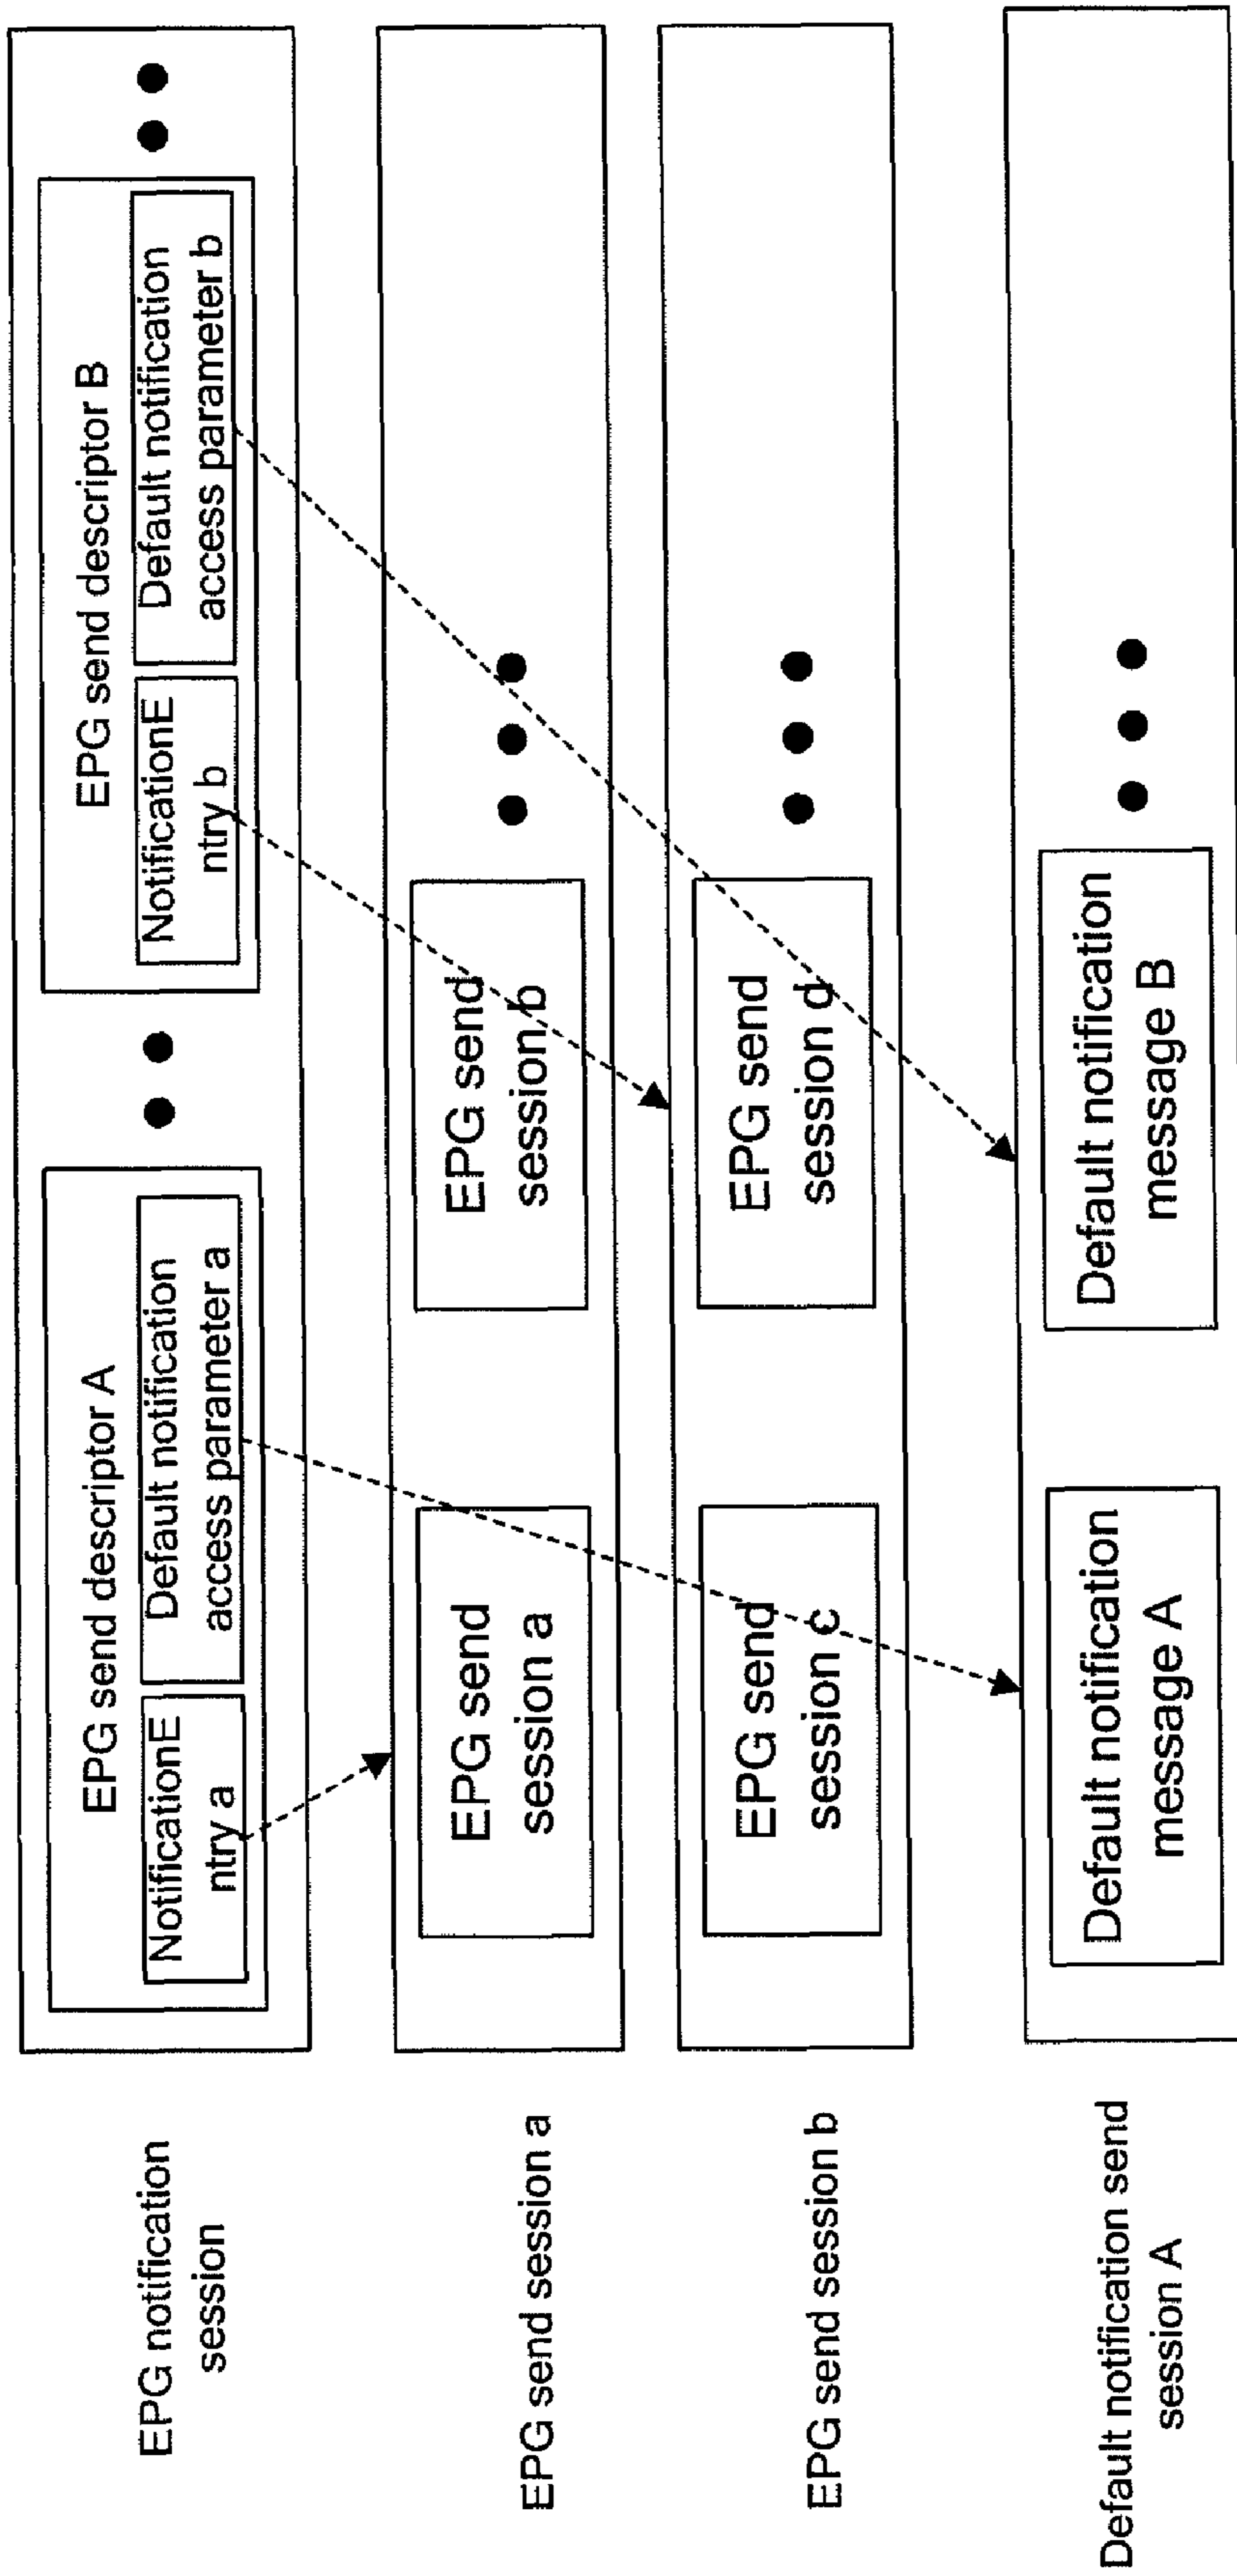 EPG notification
session
EPG send descriptor A
NotificationE
ntry a
Default notification
access parameter a
EPG send descriptor B
NotificationE
ntry b
Default notification
access parameter b
EPG send session a
EPG send
session a
EPG send
session b
EPG send session b
EPG send
session c
EPG send
session d
Default notification send
session A
Default notification
message A
Default notification
message B